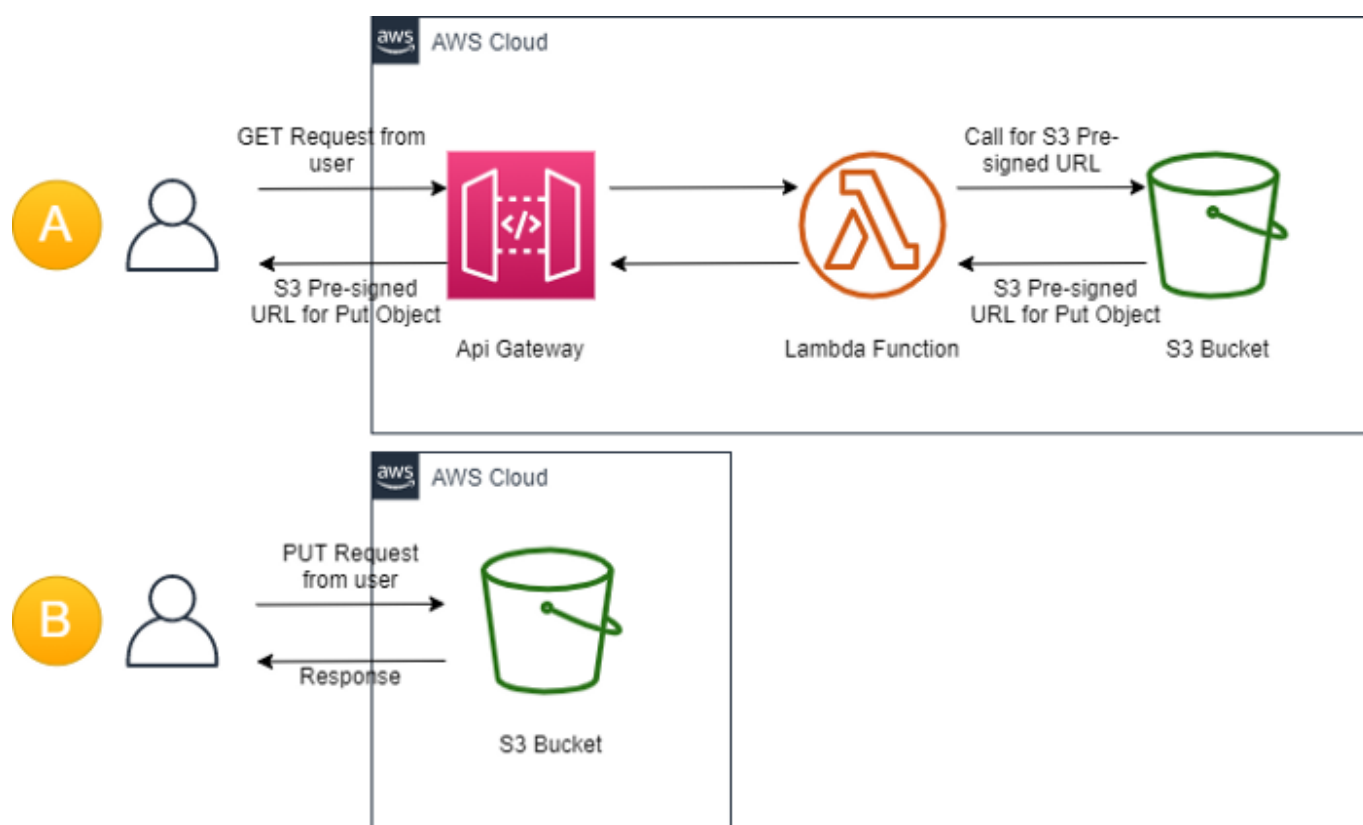 aws AWS Cloud
GET Request from
user
Call for S3 Pre-
signed URL
A
S3 Pre-signed
URL for Put Object
S3 Pre-signed
URL for Put Object
Api Gateway
Lambda Function
S3 Bucket
aws AWS Cloud
PUT Request
from user
B
Response
S3 Bucket